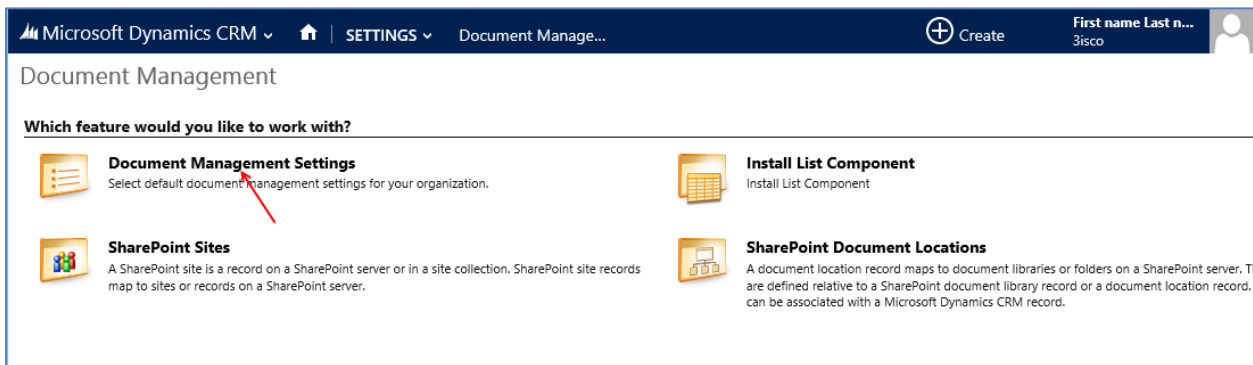 Microsoft Dynamics CRM SETTINGS Document Manage... Create First name Last n...
3isco
Document Management
Which feature would you like to work with?
Document Management Settings
Select default document management settings for your organization.
Install List Component
Install List Component
SharePoint Sites
A SharePoint site is a record on a SharePoint server or in a site collection. SharePoint site records
map to sites or records on a SharePoint server.
SharePoint Document Locations
A document location record maps to document libraries or folders on a SharePoint server.
are defined relative to a SharePoint document library record or a document location record.
can be associated with a Microsoft Dynamics CRM record.